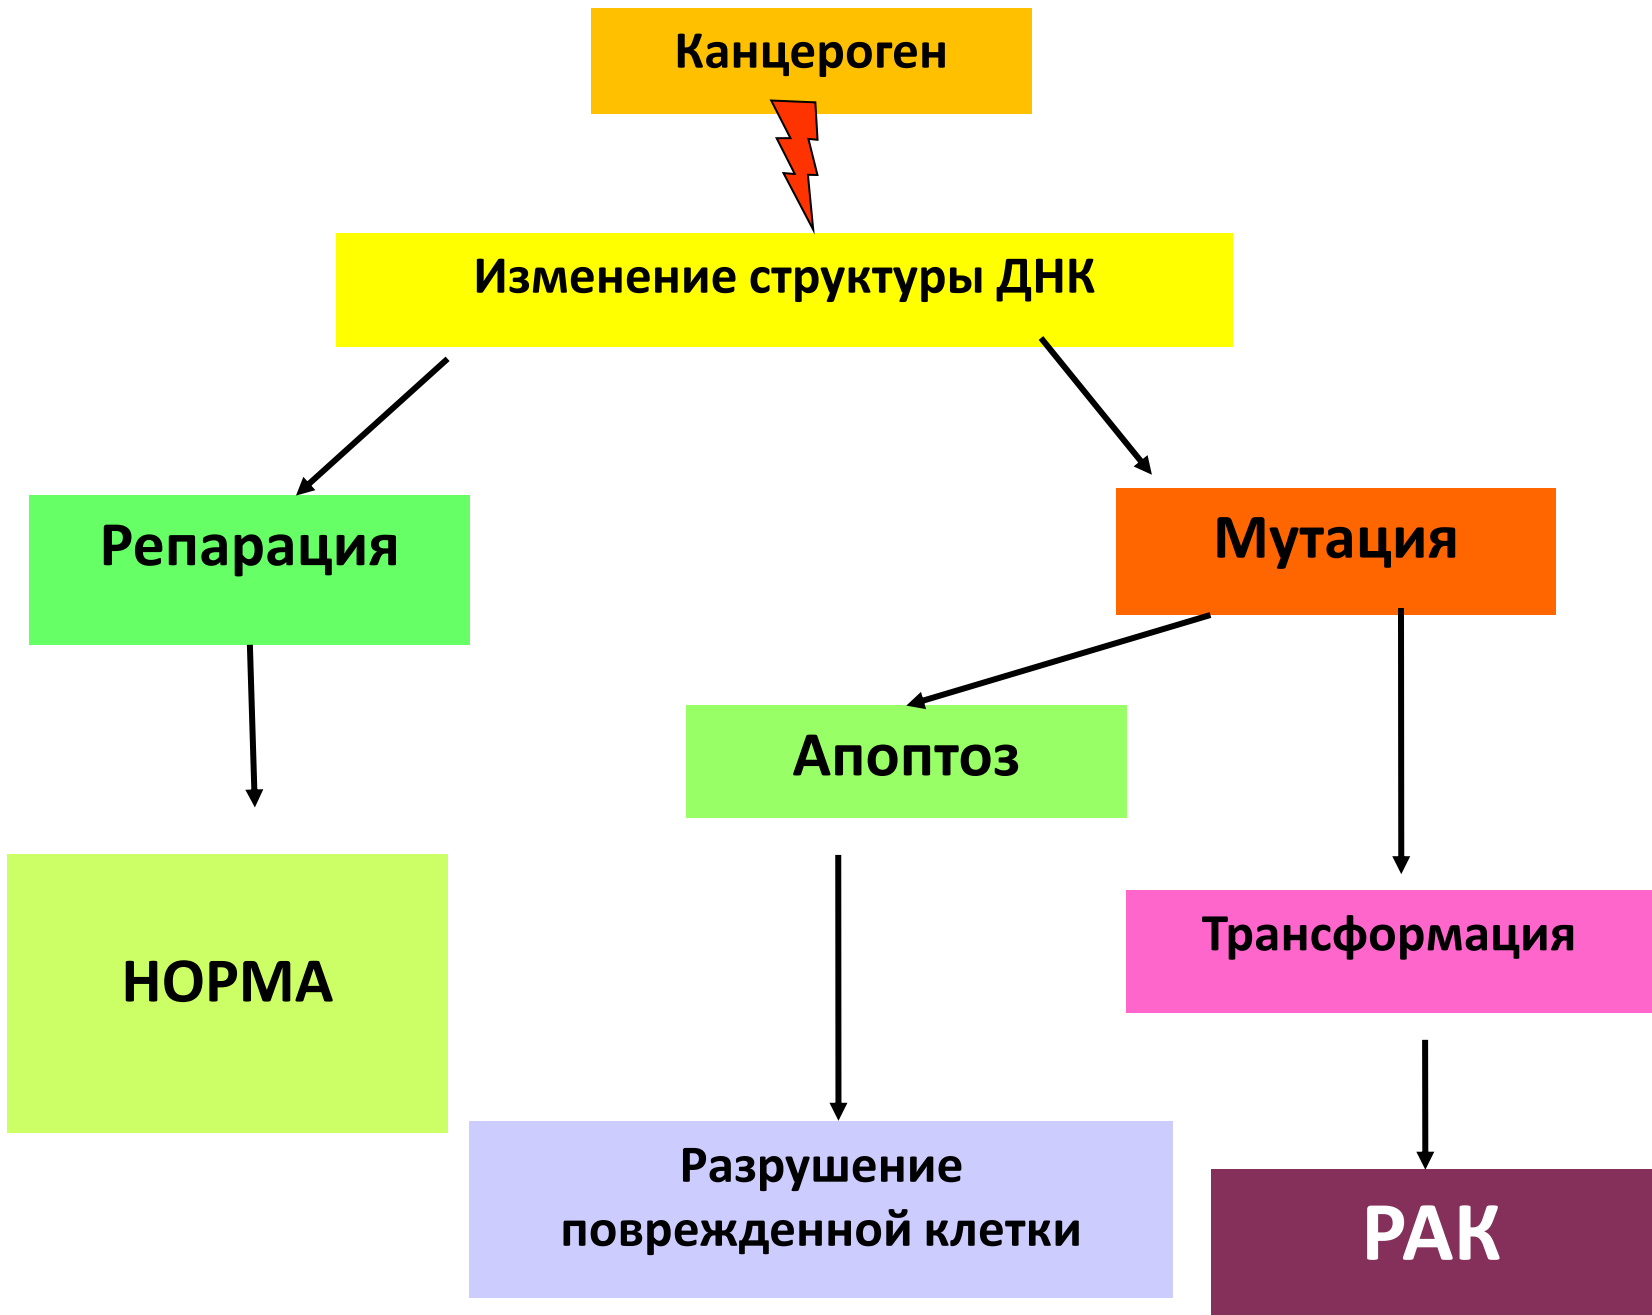 Канцероген
Изменение структуры ДНК
Репарация
Мутация
Апоптоз
Трансформация
НОРМА
Разрушение
поврежденной клетки
РАК